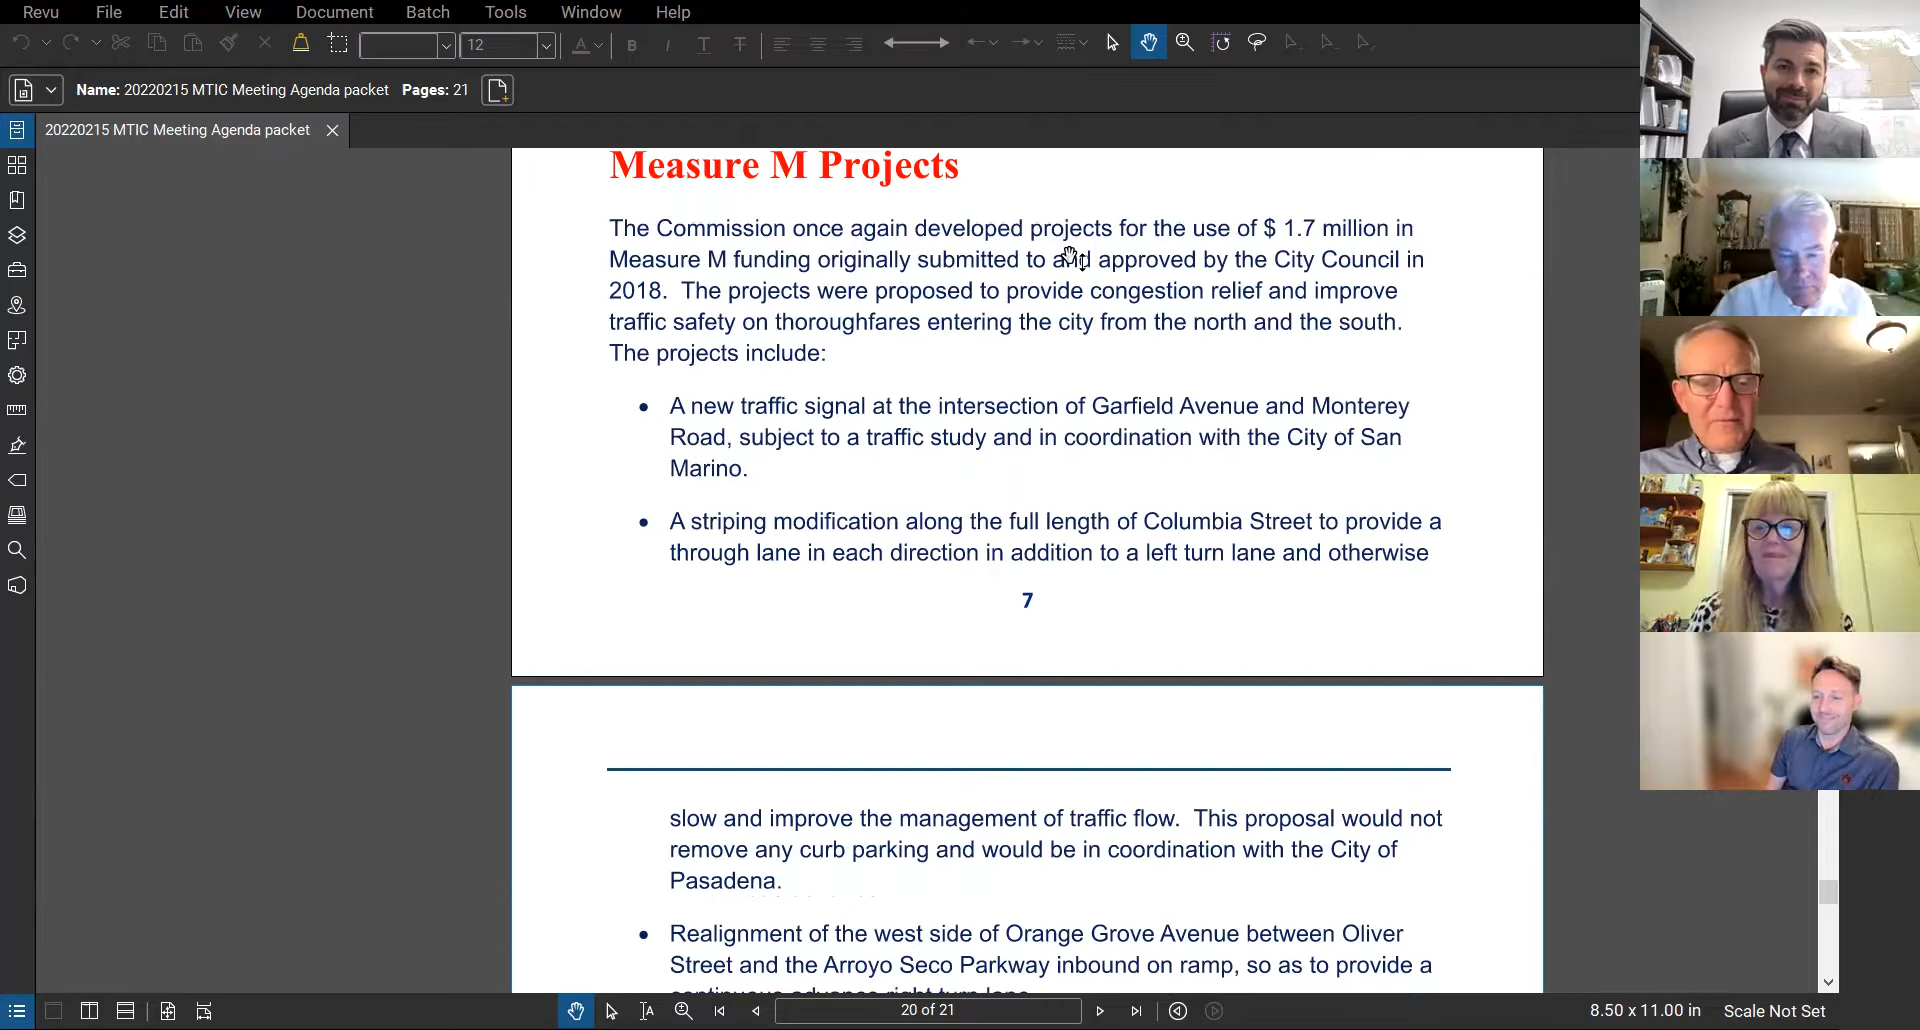 Revu File Edit View Document Batch Tools Window Help
12
Name: 20220215 MTIC Meeting Agenda packet Pages: 21
20220215 MTIC Meeting Agenda packet
Measure M Projects
The Commission once again developed projects for the use of $ 1.7 million in
Measure M funding originally submitted to and approved by the City Council in
2018. The projects were proposed to provide congestion relief and improve
traffic safety on thoroughfares entering the city from the north and the south.
The projects include:
• A new traffic signal at the intersection of Garfield Avenue and Monterey
Road, subject to a traffic study and in coordination with the City of San
Marino.
• A striping modification along the full length of Columbia Street to provide a
through lane in each direction in addition to a left turn lane and otherwise
7
slow and improve the management of traffic flow. This proposal would not
remove any curb parking and would be in coordination with the City of
Pasadena.
• Realignment of the west side of Orange Grove Avenue between Oliver
Street and the Arroyo Seco Parkway inbound on ramp, so as to provide a
continuous advance right turn lane.
20 of 21
8.50 x 11.00 in Scale Not Set